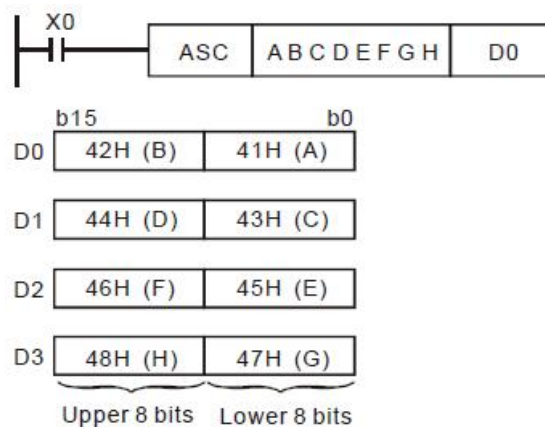 X0
ASC ABCDEFGH D0
b15 b0
D0 42H (B) 41H (A)
D1 44H (D) 43H (C)
D2 46H (F) 45H (E)
D3 48H (H) 47H (G)
Upper 8 bits Lower 8 bits